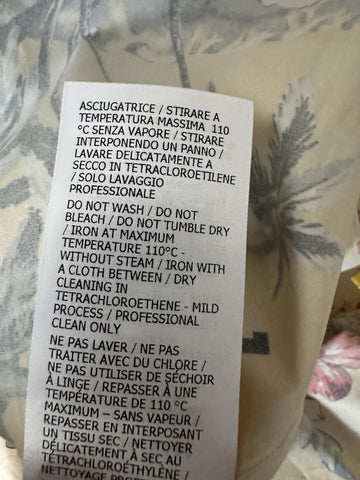 ASCIUGATRICE / STIRARE A
TEMPERATURA MASSIMA 110
°C SENZA VAPORE / STIRARE
INTERPONENDO UN PANNO /
LAVARE DELICATAMENTE A
SECCO IN TETRACLOROETILENE
/ SOLO LAVAGGIO
PROFESSIONALE
DO NOT WASH / DO NOT
BLEACH / DO NOT TUMBLE DRY
/ IRON AT MAXIMUM
TEMPERATURE 110°C -
WITHOUT STEAM / IRON WITH
A CLOTH BETWEEN / DRY
CLEANING IN
TETRACHLOROETHENE - MILD
PROCESS / PROFESSIONAL
CLEAN ONLY
NE PAS LAVER / NE PAS
TRAITER AVEC DU CHLORE /
NE PAS UTILISER DE SÉCHOIR
À LINGE / REPASSER À UNE
TEMPÉRATURE DE 110 °C
MAXIMUM – SANS VAPEUR /
REPASSER EN INTERPOSANT
UN TISSU SEC / NETTOYER
DÉLICATEMENT À SEC AU
TÉTRACHLOROÉTHYLÈNE /
NETTOYAGE